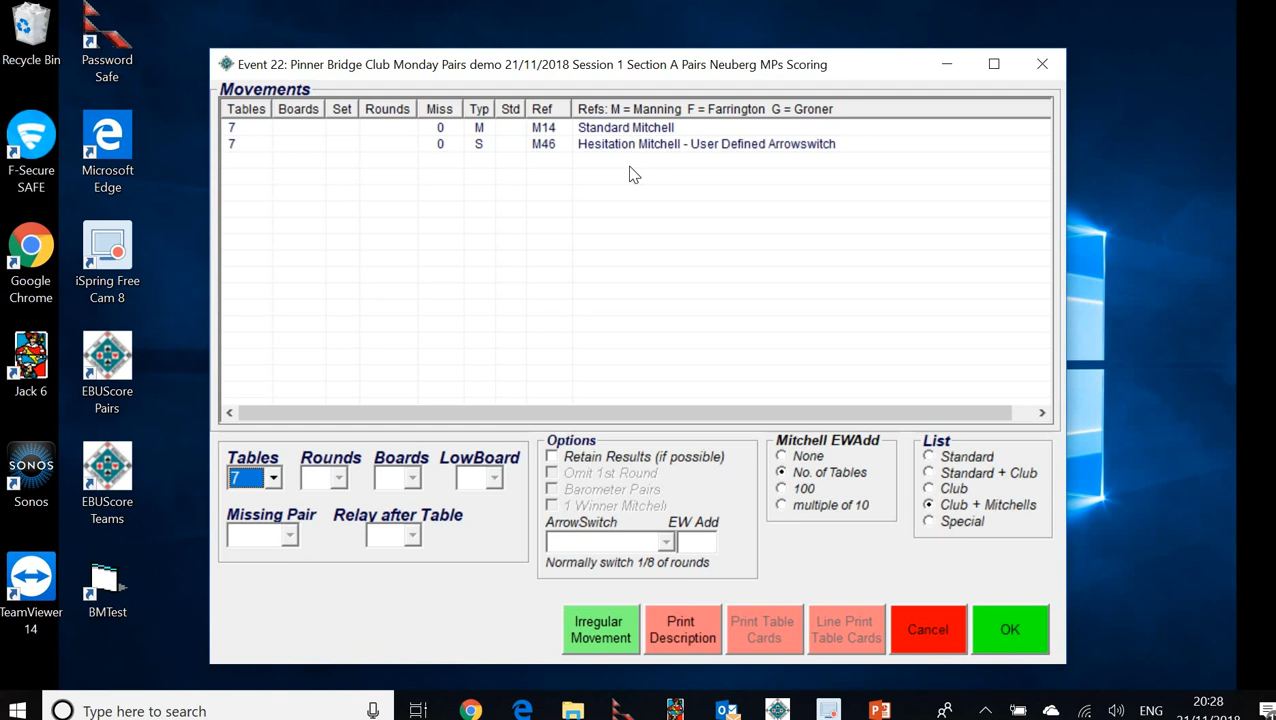 Recycle Bin
Password
Safe
F-Secure
SAFE
Microsoft
Edge
Google
Chrome
iSpring Free
Cam 8
Jack 6
EBUScore
Pairs
Sonos
SONOS
EBUScore
Teams
TeamViewer
14
BMTest
Event 22: Pinner Bridge Club Monday Pairs demo 21/11/2018 Session 1 Section A Pairs Neuberg MPs Scoring
Movements
Tables Boards Set Rounds Miss Typ Std Ref Refs: M = Manning F = Farrington G = Groner
7 0 M M14 Standard Mitchell
7 0 S M46 Hesitation Mitchell - User Defined Arrowswitch
Tables Rounds Boards LowBoard
7
Missing Pair Relay after Table
Options
Retain Results (if possible)
Omit 1st Round
Barometer Pairs
1 Winner Mitchell
ArrowSwitch EW Add
Normally switch 1/8 of rounds
Mitchell EWAdd
None
No. of Tables
100
multiple of 10
List
Standard
Standard + Club
Club
Club + Mitchells
Special
Irregular
Movement
Print
Description
Print Table
Cards
Line Print
Table Cards
Cancel
OK
Type here to search
ENG
20:28
21/11/2018